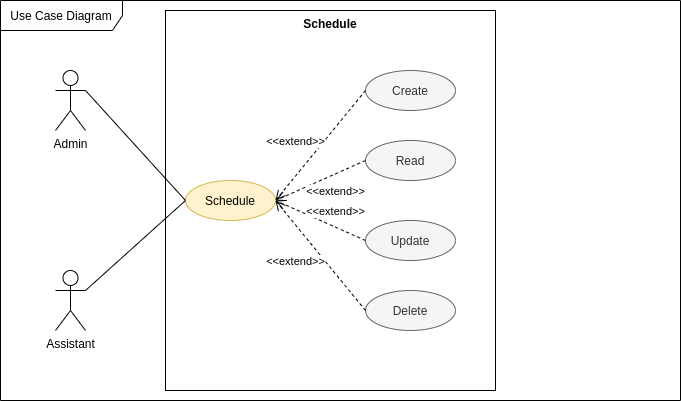 Use Case Diagram
Schedule
Admin
Create
<<extend>>
Read
<<extend>>
Schedule
<<extend>>
Update
<<extend>>
Delete
Assistant